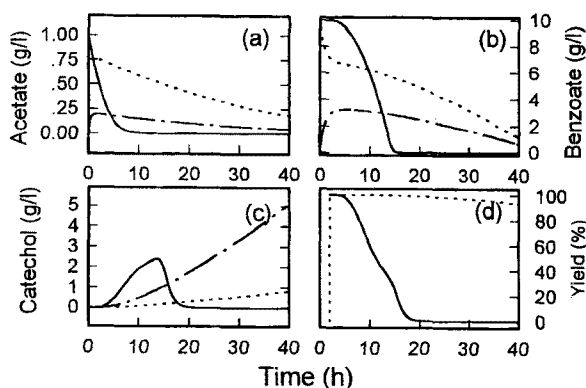 Acetate (g/l)
1.00
.75
.50
.25
0.00
(a)
0 10 20 30 40
(b)
10
8
6
4
2
0
Benzoate (g/l)
0 10 20 30 40
Catechol (g/l)
5
4
3
2
1
0
(c)
0 10 20 30 40
(d)
100
80
60
40
20
0
Yield (%)
0 10 20 30 40
Time (h)